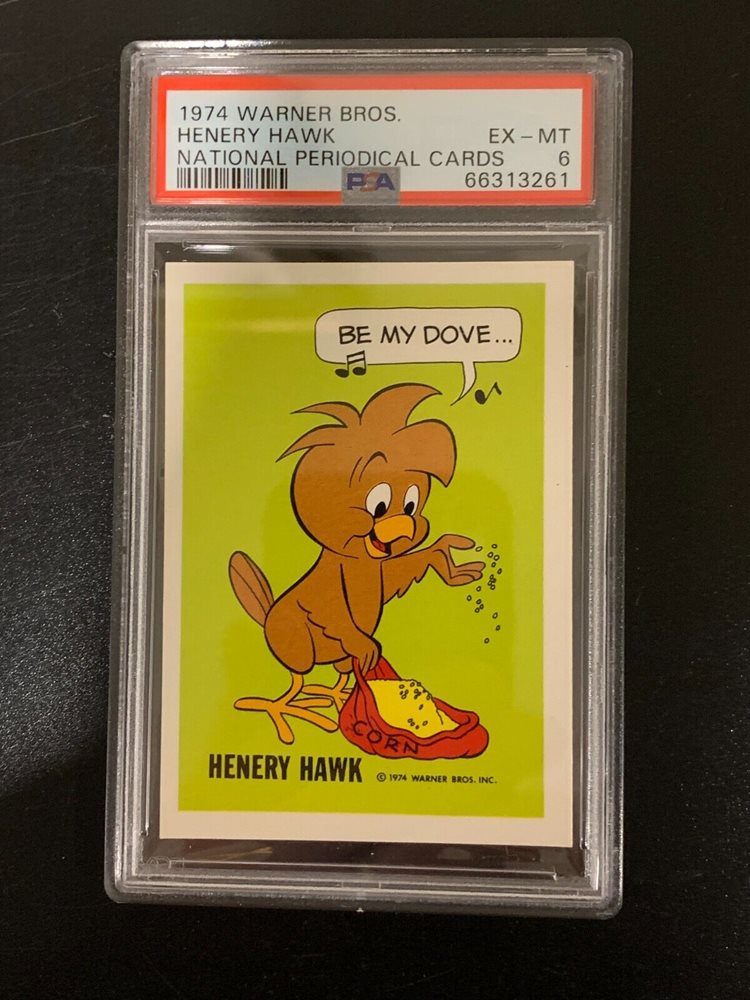 1974 WARNER BROS.
HENERY HAWK EX-MT
NATIONAL PERIODICAL CARDS 6
PSA 66313261
BE MY DOVE...
CORN
HENERY HAWK © 1974 WARNER BROS. INC.